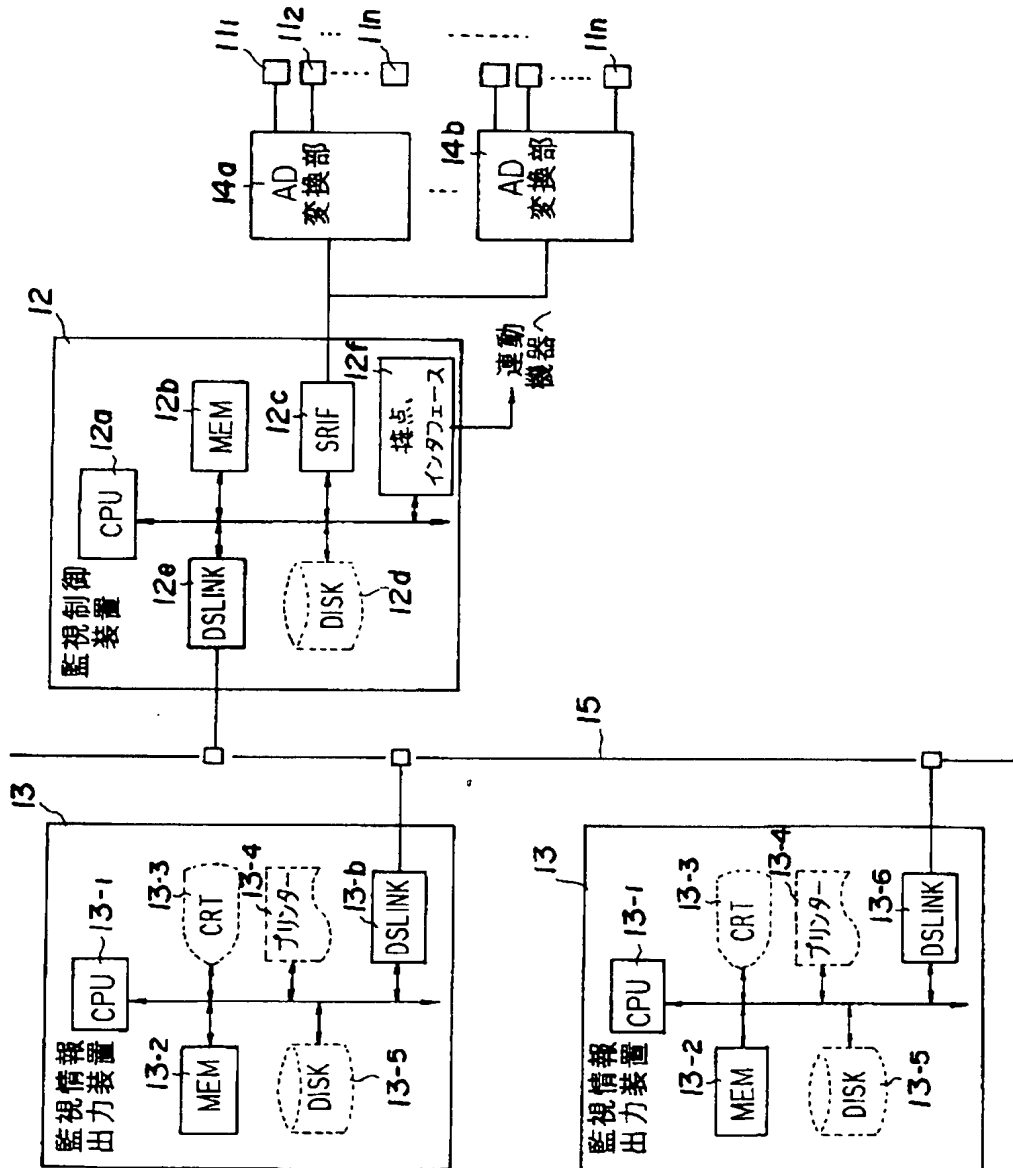 13
監視情報
出力装置
CPU
13-1
13-2
MEM
CRT
13-3
プリンター
13-4
DISK
13-5
DSLINK
13-b
監視情報
出力装置
13
CPU
13-1
13-2
MEM
CRT
13-3
プリンター
13-4
DISK
13-5
DSLINK
13-6
15
12
監視制御
装置
CPU
12a
MEM
12b
DSLINK
12e
SRIF
12c
DISK
12d
接点、
インタフェース
12f
連動
機器へ
14a
AD
変換部
14b
AD
変換部
11₁
11₂
11n
11n